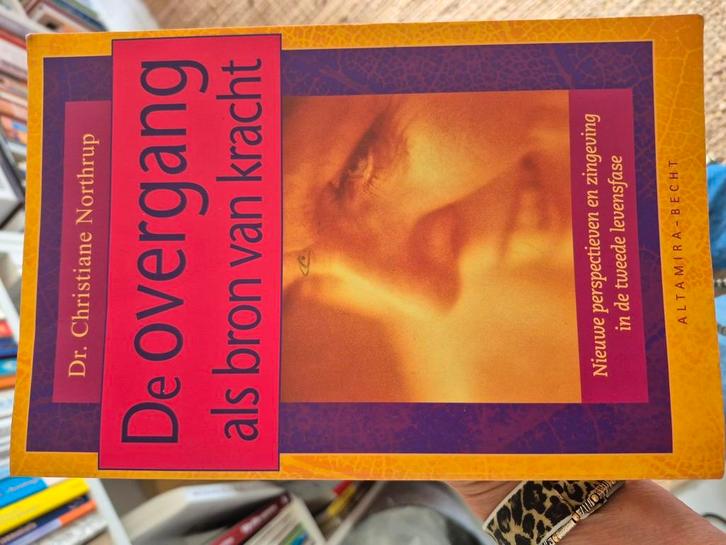 Dr. Christiane Northrup
De overgang
als bron van kracht
Nieuwe perspectieven en zingeving
in de tweede levensfase
ALTAMIRA-BECHT